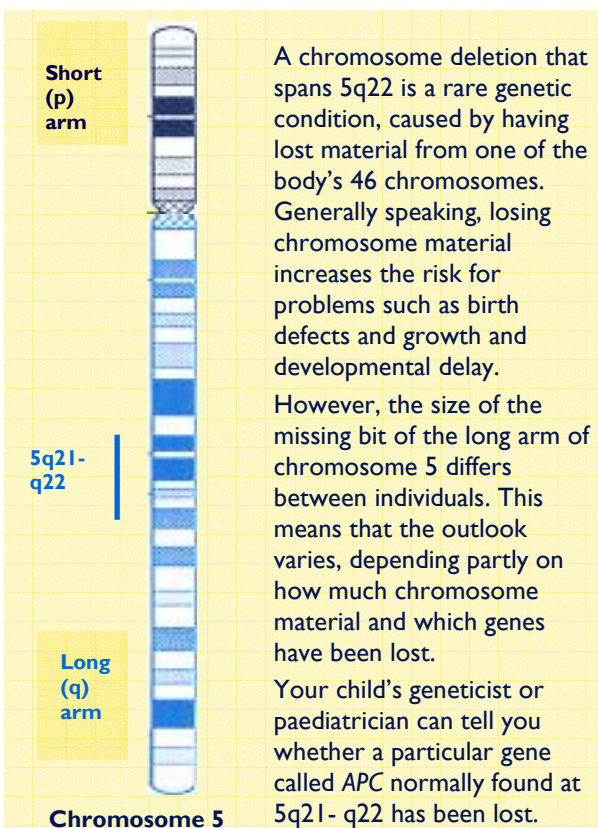 Short
(p)
arm
5q21-
q22
Long
(q)
arm
Chromosome 5
A chromosome deletion that
spans 5q22 is a rare genetic
condition, caused by having
lost material from one of the
body's 46 chromosomes.
Generally speaking, losing
chromosome material
increases the risk for
problems such as birth
defects and growth and
developmental delay.
However, the size of the
missing bit of the long arm of
chromosome 5 differs
between individuals. This
means that the outlook
varies, depending partly on
how much chromosome
material and which genes
have been lost.
Your child's geneticist or
paediatrician can tell you
whether a particular gene
called APC normally found at
5q21- q22 has been lost.